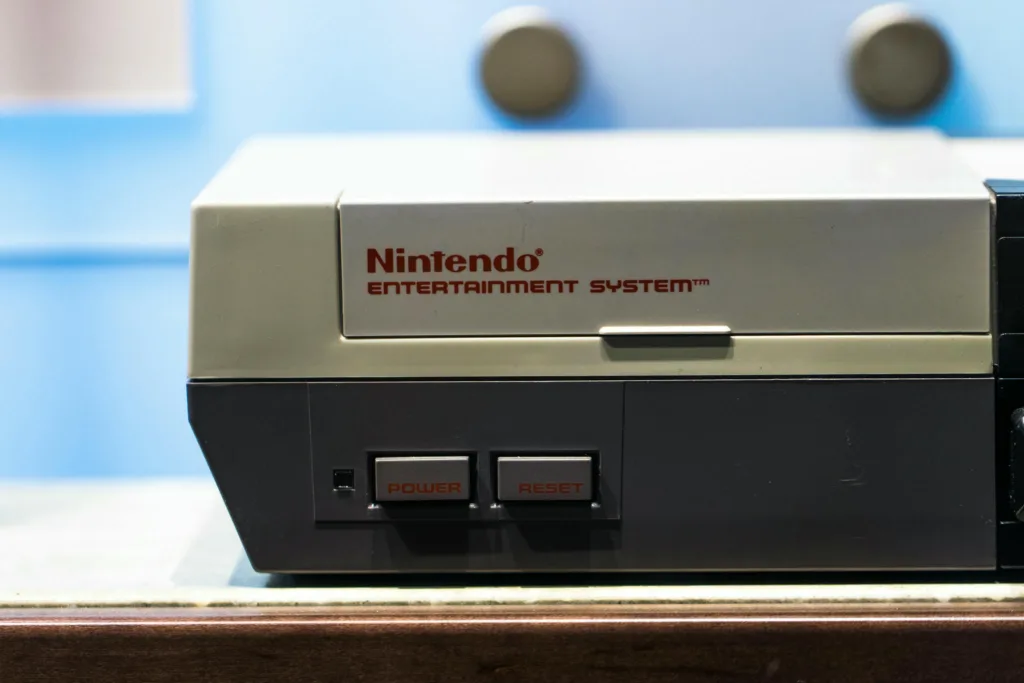 Nintendo®
ENTERTAINMENT SYSTEM™
POWER
RESET